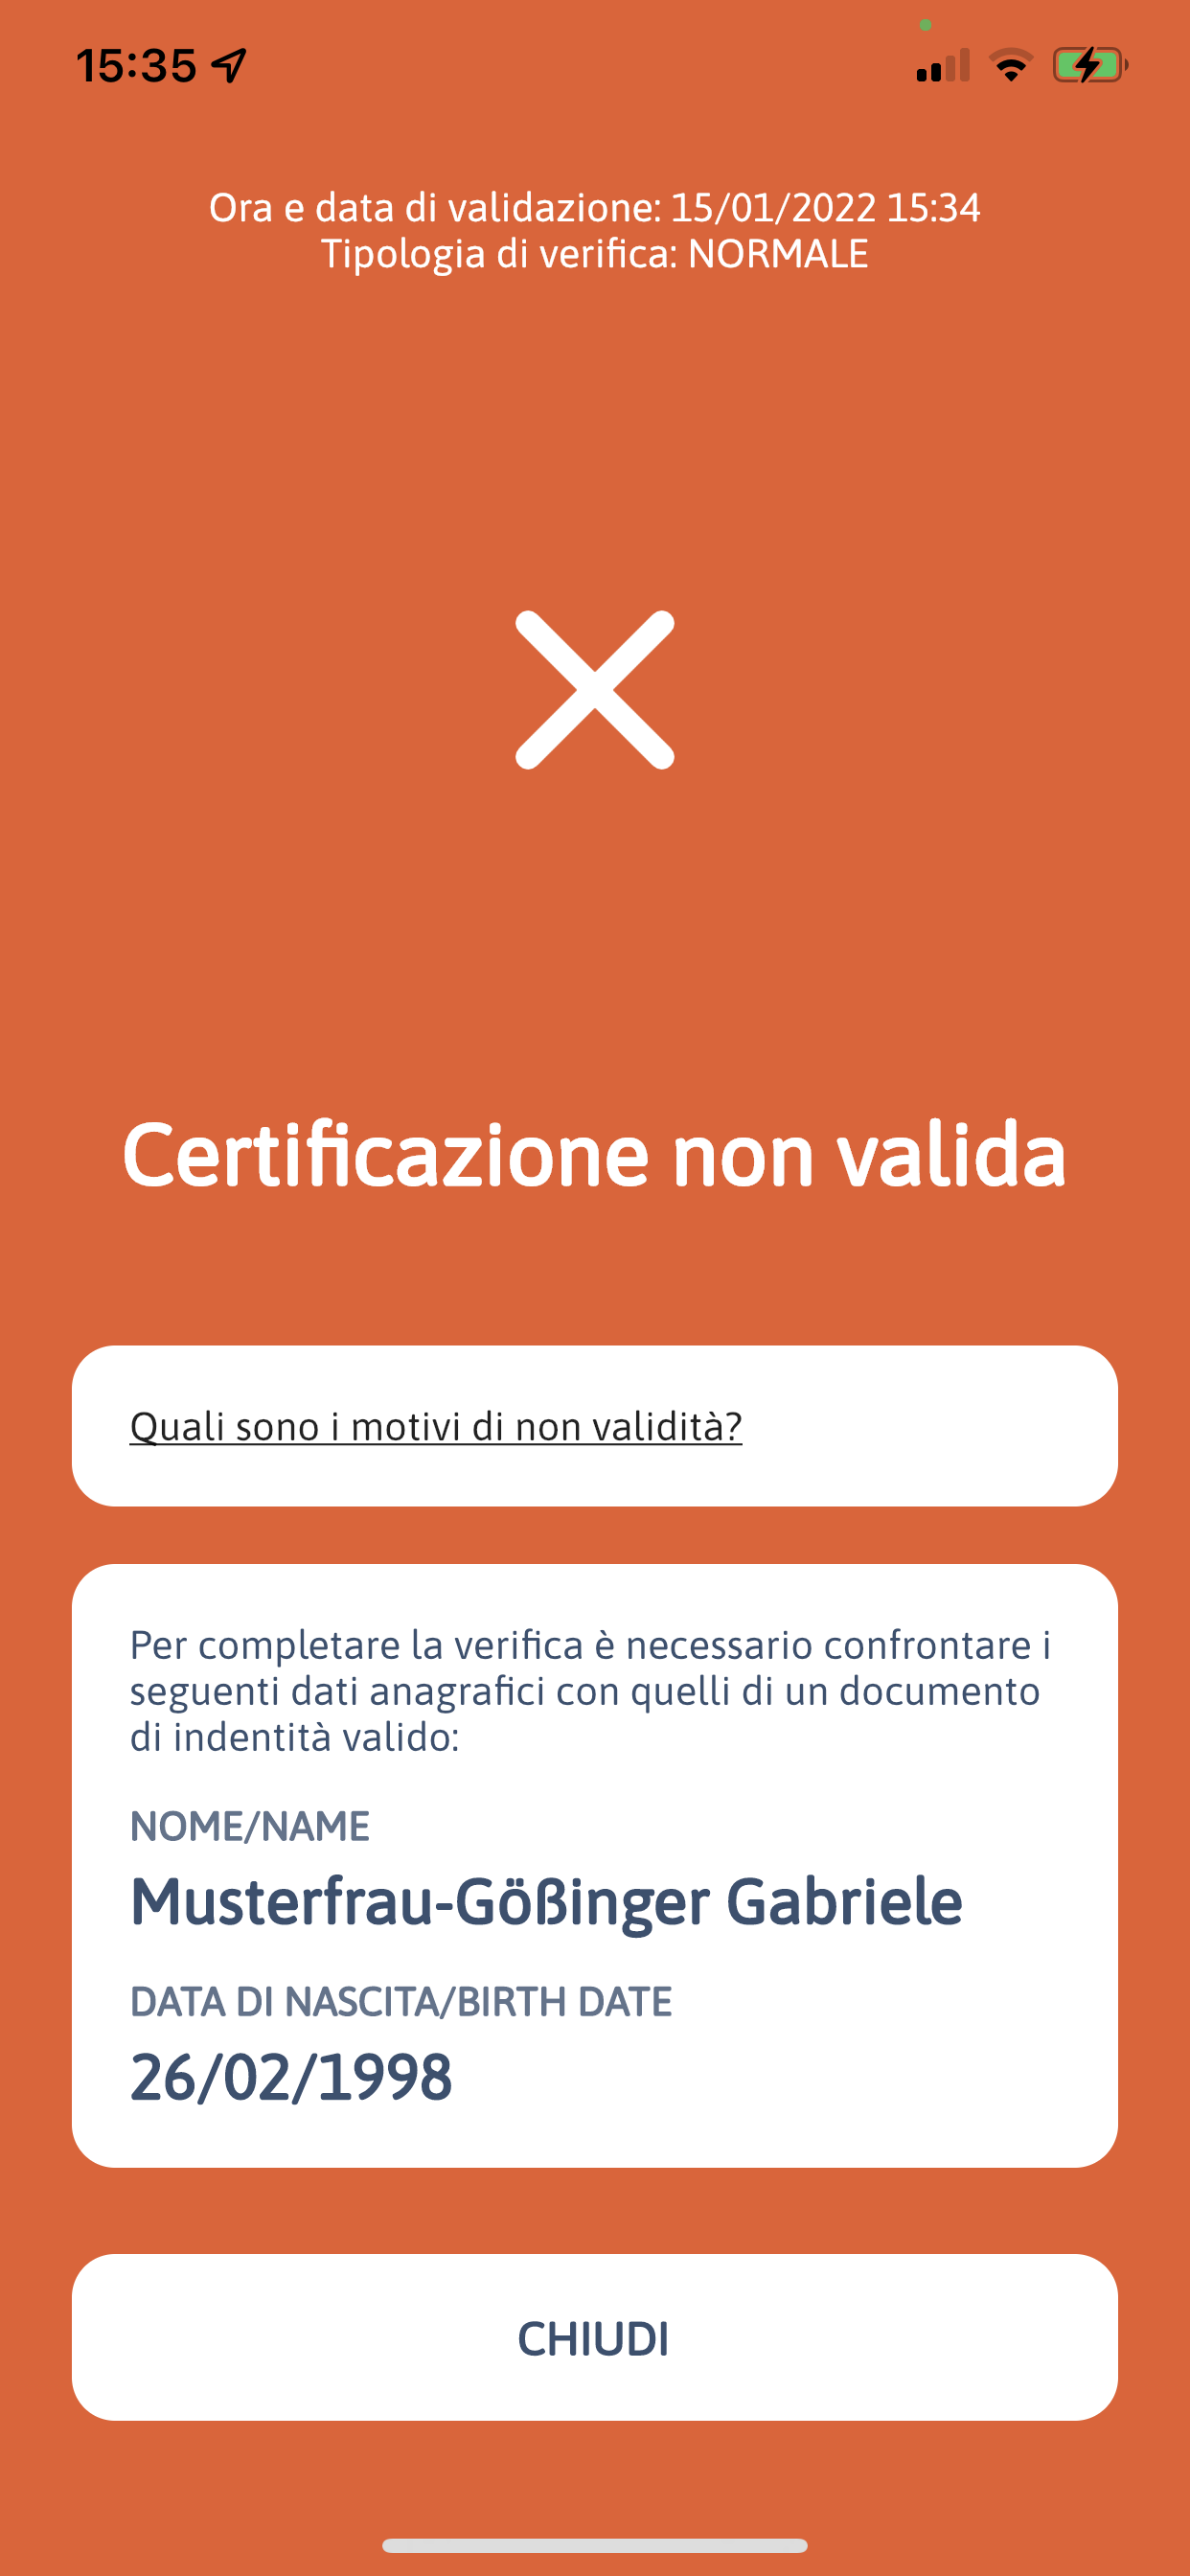 15:35
Ora e data di validazione: 15/01/2022 15:34
Tipologia di verifica: NORMALE
Certificazione non valida
Quali sono i motivi di non validità?
Per completare la verifica è necessario confrontare i
seguenti dati anagrafici con quelli di un documento
di indentità valido:
NOME/NAME
Musterfrau-Gößinger Gabriele
DATA DI NASCITA/BIRTH DATE
26/02/1998
CHIUDI